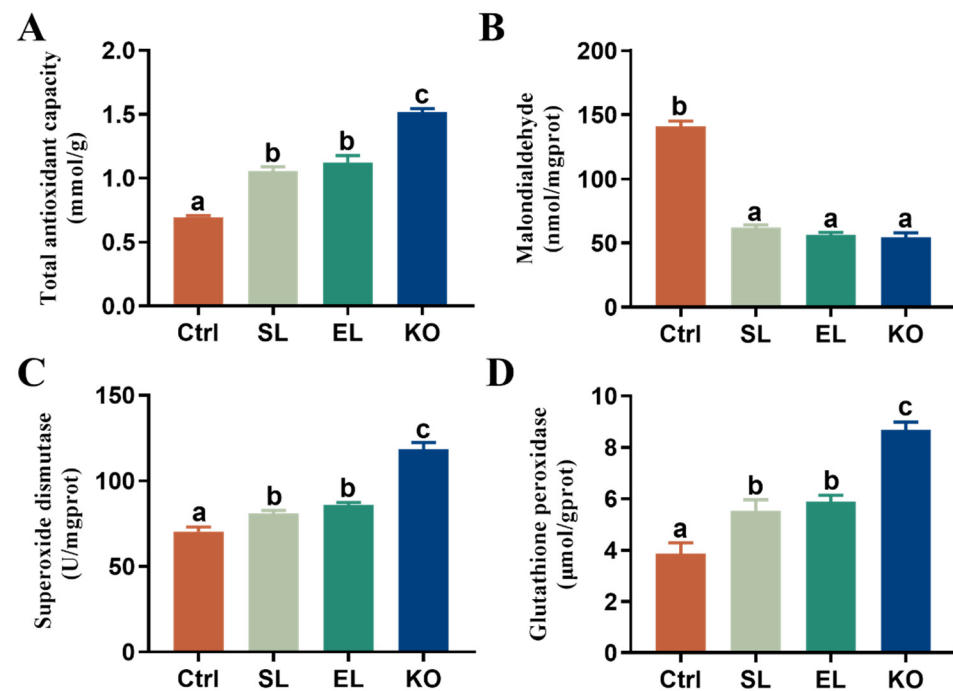 A
Total antioxidant capacity
(mmol/g)
2.0
1.5
1.0
0.5
0.0
a
b
b
c
Ctrl
SL
EL
KO
B
Malondialdehyde
(nmol/mgprot)
200
150
100
50
0
b
a
a
a
Ctrl
SL
EL
KO
C
Superoxide dismutase
(U/mgprot)
150
100
50
0
a
b
b
c
Ctrl
SL
EL
KO
D
Glutathione peroxidase
(μmol/gprot)
10
8
6
4
2
0
a
b
b
c
Ctrl
SL
EL
KO